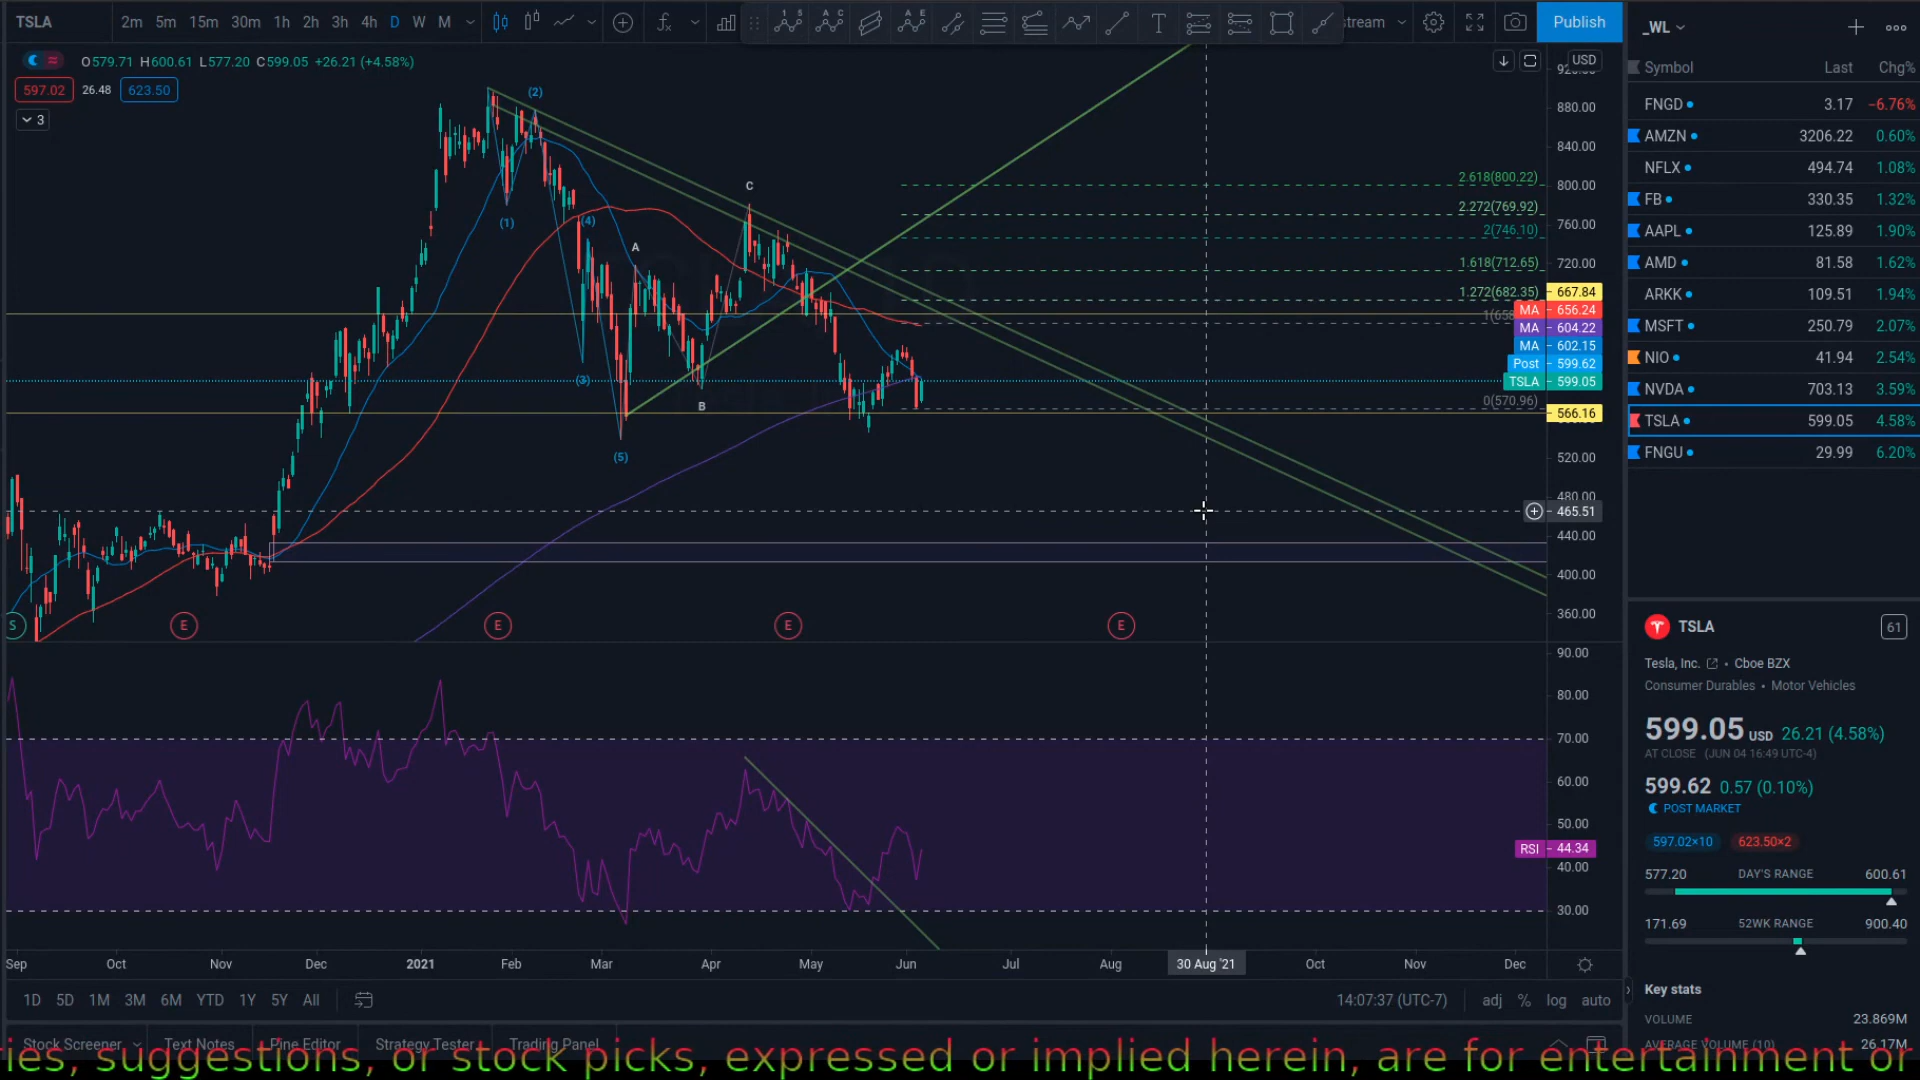 TSLA 2m 5m 15m 30m 1h 2h 3h 4h D W M tream Publish
O579.71 H600.61 L577.20 C599.05 +26.21 (+4.58%)
597.02 26.48 623.50
3
USD
880.00
840.00
800.00
760.00
720.00
520.00
480.00
440.00
400.00
360.00
2.618(800.22)
2.272(769.92)
2(746.10)
1.618(712.65)
1.272(682.35)
0(570.96)
667.84
MA 656.24
MA 604.22
MA 602.15
Post 599.62
TSLA 599.05
566.16
465.51
(1)
(2)
(3)
(4)
(5)
A
B
C
S E E E E
90.00
80.00
70.00
60.00
50.00
RSI 44.34
40.00
30.00
Sep Oct Nov Dec 2021 Feb Mar Apr May Jun Jul Aug 30 Aug '21 Oct Nov Dec
1D 5D 1M 3M 6M YTD 1Y 5Y All 14:07:37 (UTC-7) adj % log auto
Stock Screener Text Notes Pine Editor Strategy Tester Trading Panel
ries, suggestions, or stock picks, expressed or implied herein, are for entertainment or
_WL
Symbol Last Chg%
FNGD 3.17 −6.76%
AMZN 3206.22 0.60%
NFLX 494.74 1.08%
FB 330.35 1.32%
AAPL 125.89 1.90%
AMD 81.58 1.62%
ARKK 109.51 1.94%
MSFT 250.79 2.07%
NIO 41.94 2.54%
NVDA 703.13 3.59%
TSLA 599.05 4.58%
FNGU 29.99 6.20%
TSLA 61
Tesla, Inc. • Cboe BZX
Consumer Durables • Motor Vehicles
599.05 USD 26.21 (4.58%)
AT CLOSE (JUN 04 16:49 UTC-4)
599.62 0.57 (0.10%)
POST MARKET
597.02×10 623.50×2
577.20 DAY'S RANGE 600.61
171.69 52WK RANGE 900.40
Key stats
VOLUME 23.869M
AVERAGE VOLUME (10) 26.17M